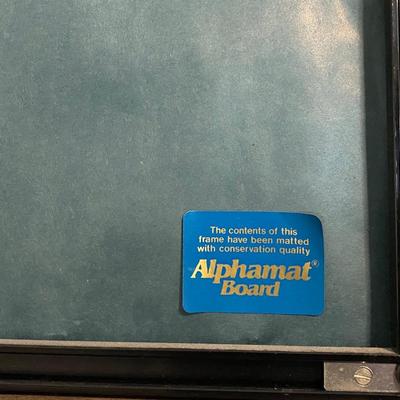 The contents of this
frame have been matted
with conservation quality
Alphamat®
Board